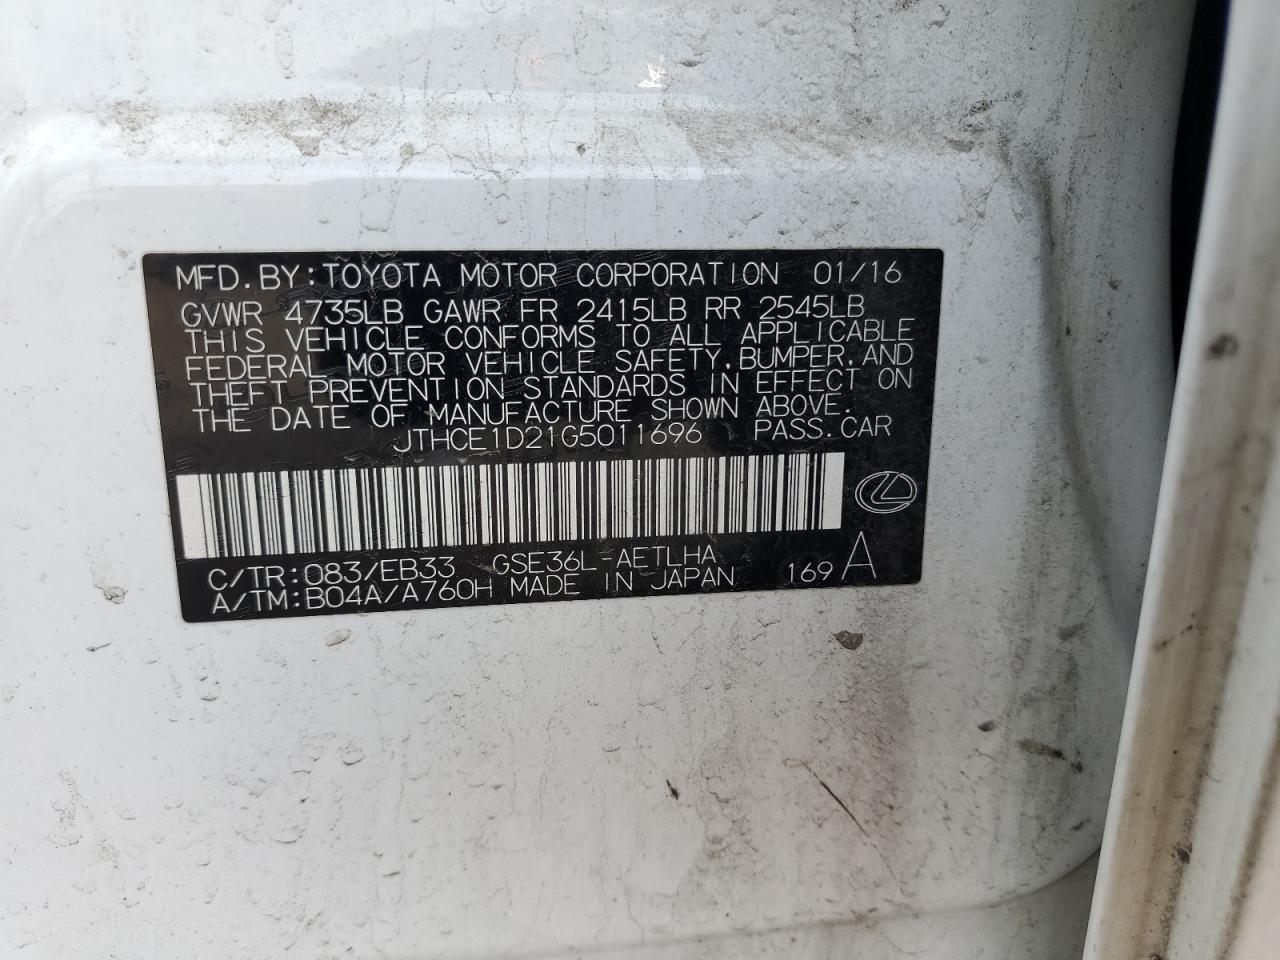 MFD.BY:TOYOTA MOTOR CORPORATION 01/16
GVWR 4735LB GAWR FR 2415LB RR 2545LB
THIS VEHICLE CONFORMS TO ALL APPLICABLE
FEDERAL MOTOR VEHICLE SAFETY,BUMPER,AND
THEFT PREVENTION STANDARDS IN EFFECT ON
THE DATE OF MANUFACTURE SHOWN ABOVE.
JTHCE1D21G5011696 PASS.CAR
C/TR:083/EB33 GSE36L-AETLHA
A/TM:B04A/A760H MADE IN JAPAN 169 A